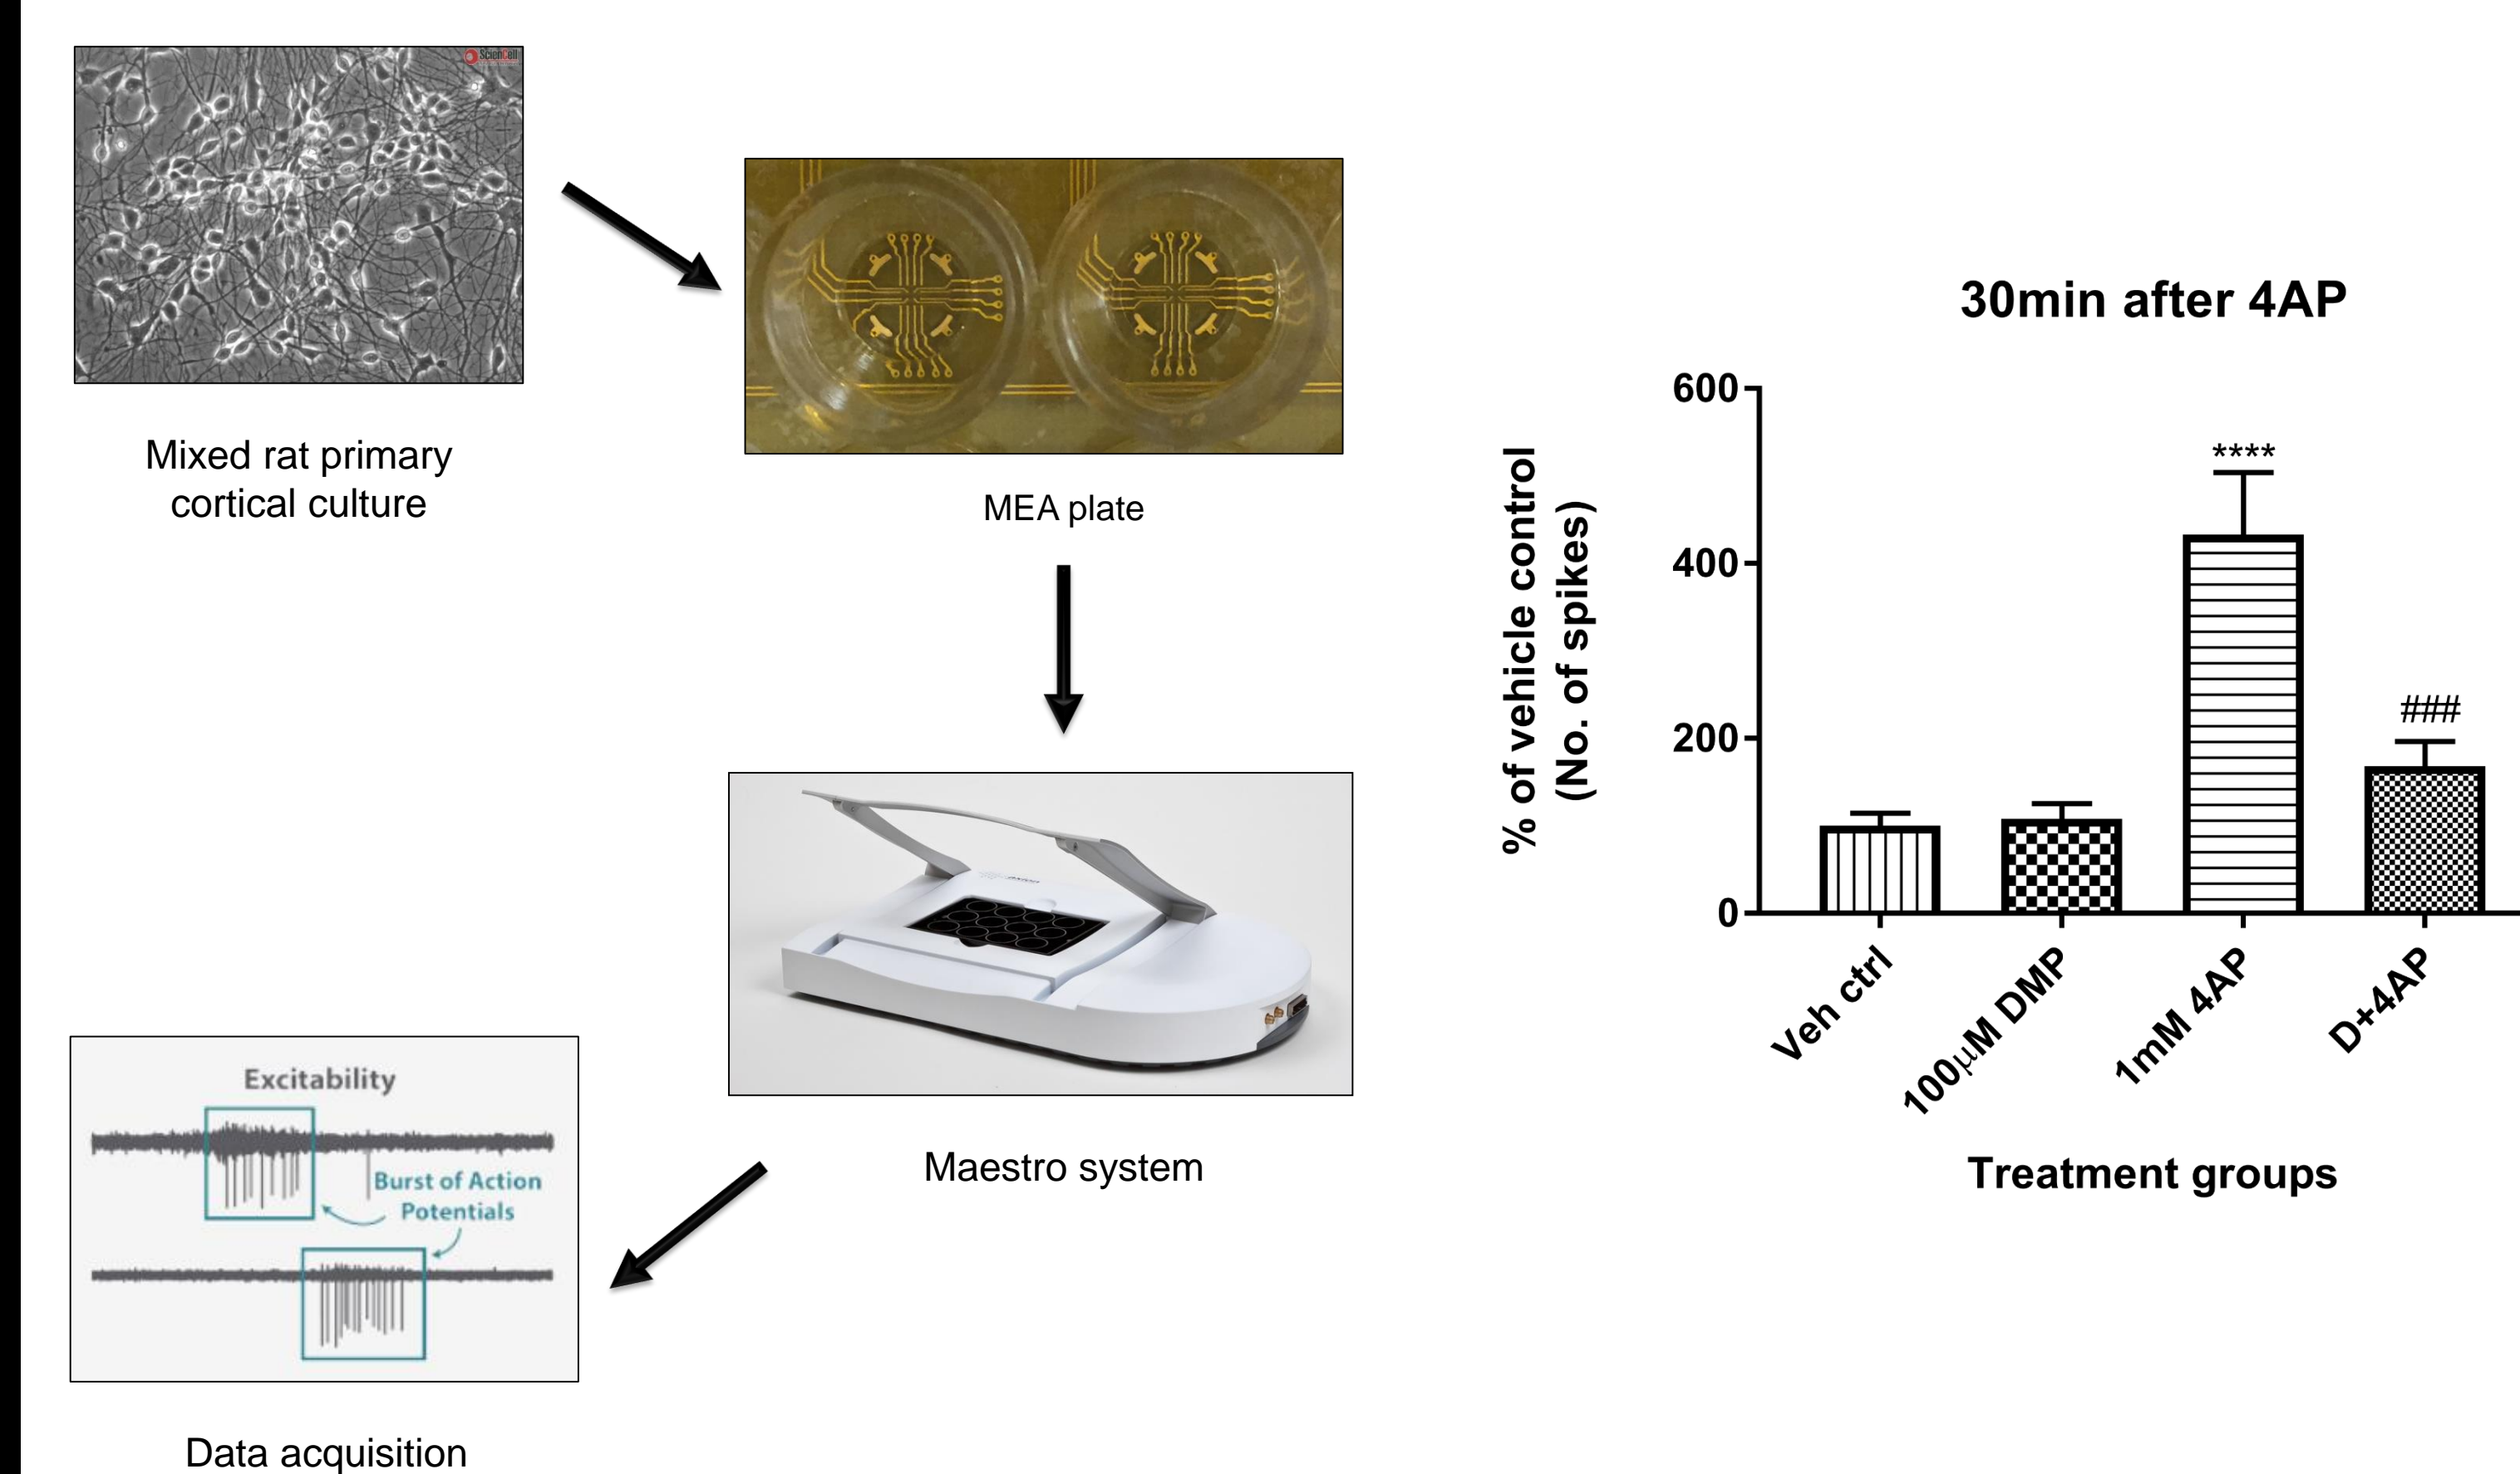 ScienCell
Mixed rat primary
cortical culture
MEA plate
Maestro system
Excitability
Burst of Action
Potentials
Data acquisition
30min after 4AP
% of vehicle control
(No. of spikes)
600
400
200
0
****
###
Veh ctrl
100μM DMP
1mM 4AP
D+4AP
Treatment groups